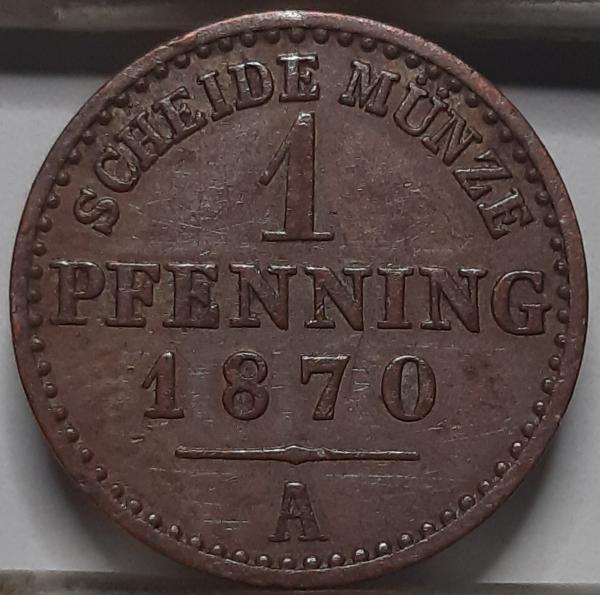 SCHEIDE MÜNZE
1
PFENNING
1870
A